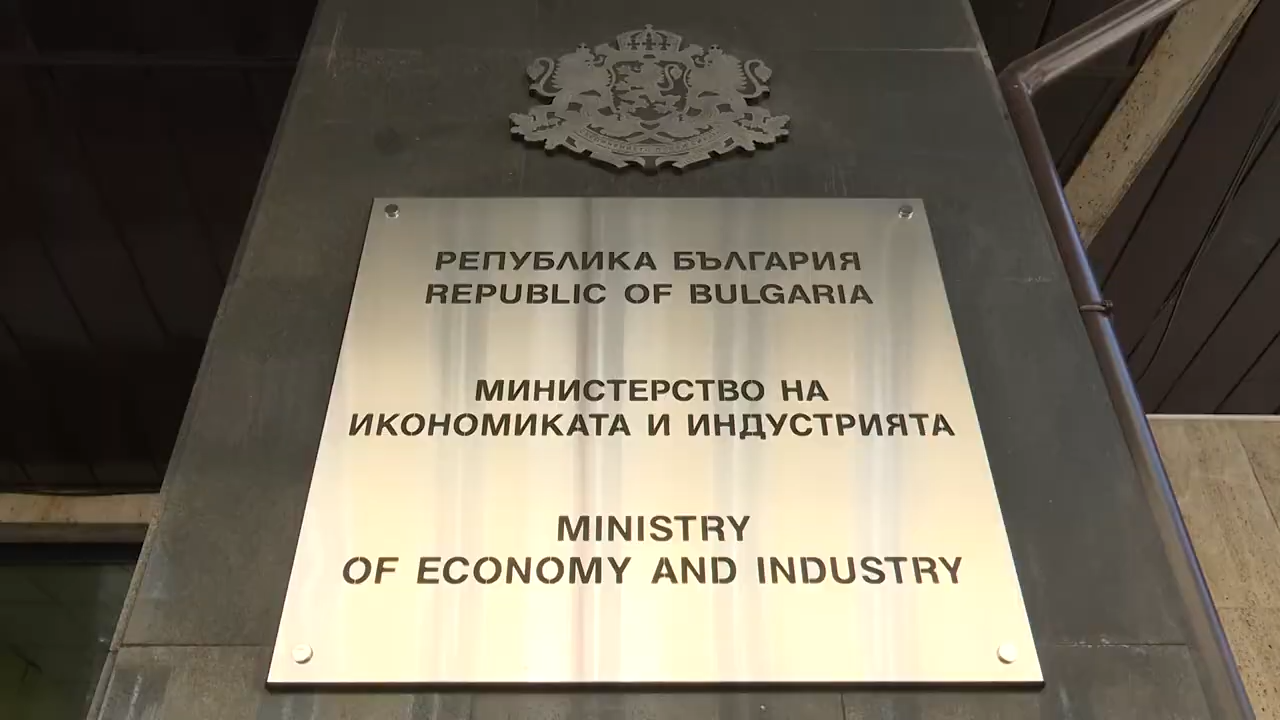 РЕПУБЛИКА БЪЛГАРИЯ
REPUBLIC OF BULGARIA
МИНИСТЕРСТВО НА
ИКОНОМИКАТА И ИНДУСТРИЯТА
MINISTRY
OF ECONOMY AND INDUSTRY